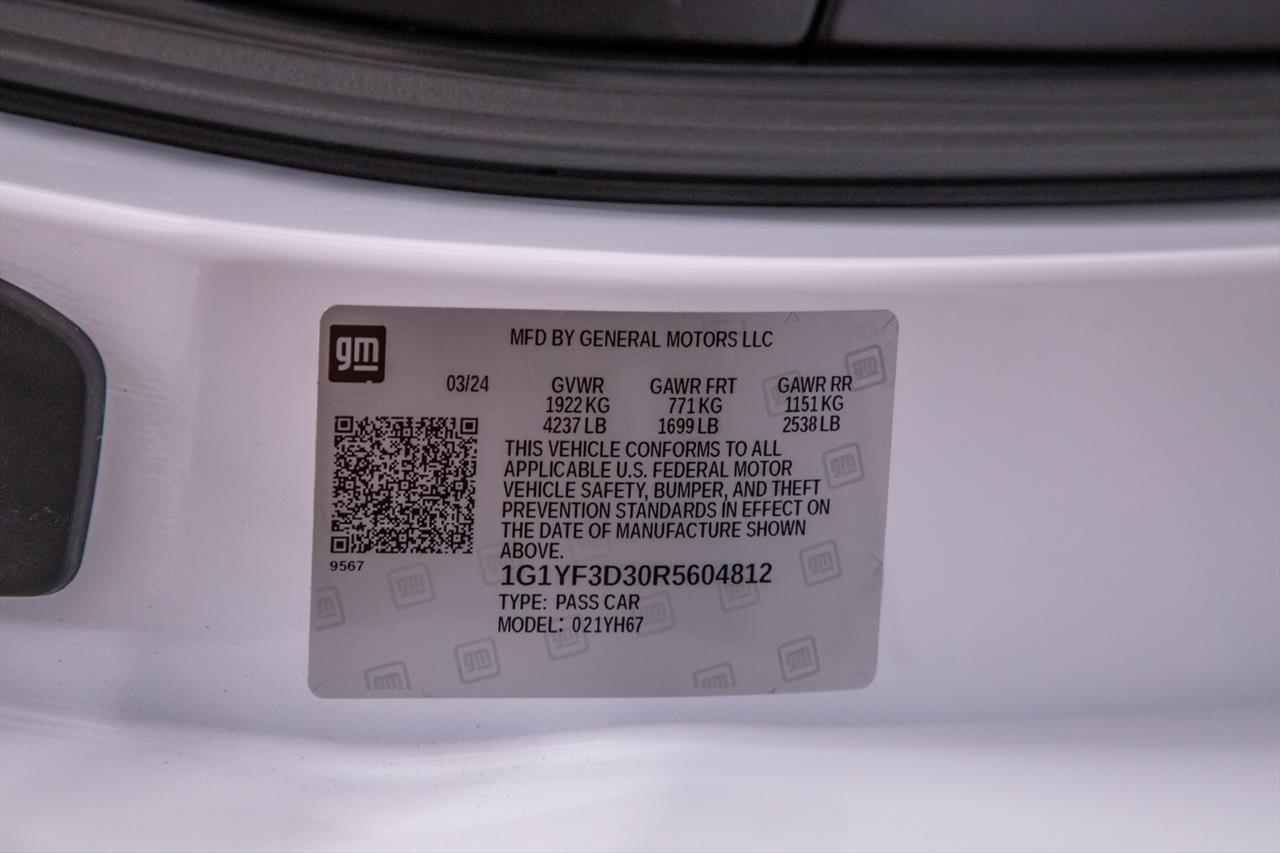 gm
MFD BY GENERAL MOTORS LLC
03/24 GVWR GAWR FRT GAWR RR
1922 KG 771 KG 1151 KG
4237 LB 1699 LB 2538 LB
THIS VEHICLE CONFORMS TO ALL
APPLICABLE U.S. FEDERAL MOTOR
VEHICLE SAFETY, BUMPER, AND THEFT
PREVENTION STANDARDS IN EFFECT ON
THE DATE OF MANUFACTURE SHOWN
ABOVE.
9567
1G1YF3D30R5604812
TYPE: PASS CAR
MODEL: 021YH67